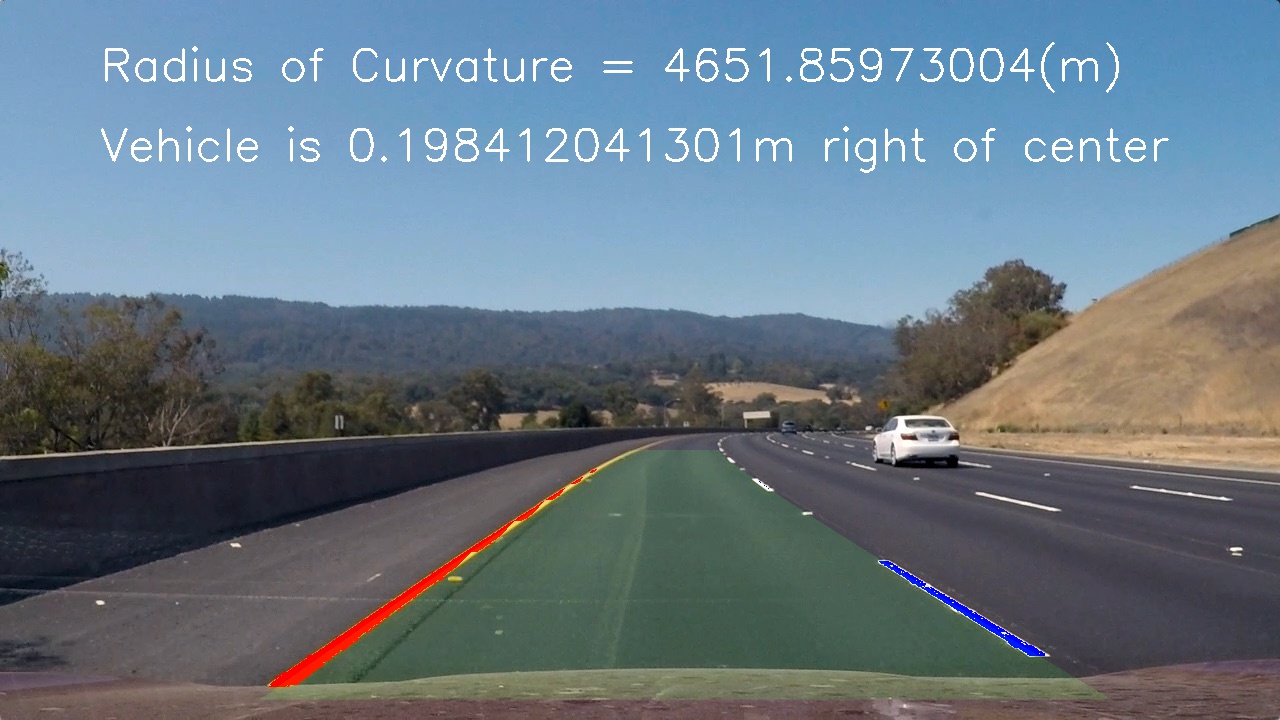 Radius of Curvature = 4651.85973004(m)
Vehicle is 0.198412041301m right of center